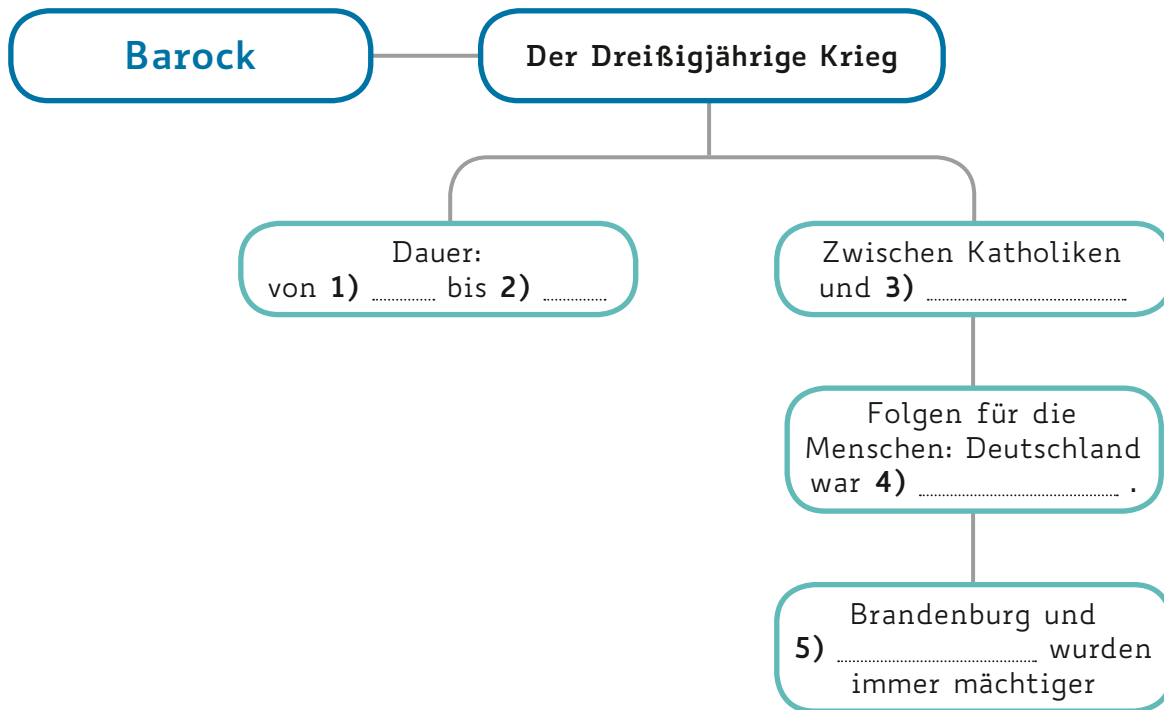 Barock
Der Dreißigjährige Krieg
Dauer:
von 1) ........ bis 2) ........
Zwischen Katholiken
und 3) ........................
Folgen für die
Menschen: Deutschland
war 4) ........................ .
Brandenburg und
5) ........................ wurden
immer mächtiger